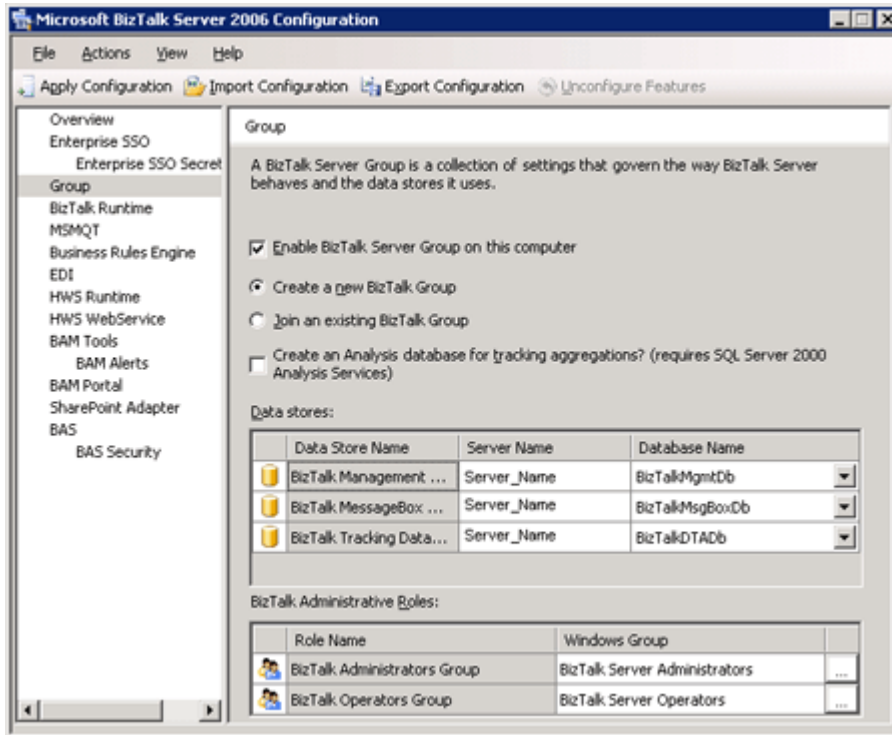 Microsoft BizTalk Server 2006 Configuration
File Actions View Help
Apply Configuration Import Configuration Export Configuration Unconfigure Features
Overview
Enterprise SSO
Enterprise SSO Secret
Group
BizTalk Runtime
MSMQT
Business Rules Engine
EDI
HWS Runtime
HWS WebService
BAM Tools
BAM Alerts
BAM Portal
SharePoint Adapter
BAS
BAS Security
Group
A BizTalk Server Group is a collection of settings that govern the way BizTalk Server
behaves and the data stores it uses.
Enable BizTalk Server Group on this computer
Create a new BizTalk Group
Join an existing BizTalk Group
Create an Analysis database for tracking aggregations? (requires SQL Server 2000
Analysis Services)
Data stores:
Data Store Name Server Name Database Name
BizTalk Management ... Server_Name BizTalkMgmtDb
BizTalk MessageBox ... Server_Name BizTalkMsgBoxDb
BizTalk Tracking Data... Server_Name BizTalkDTADb
BizTalk Administrative Roles:
Role Name Windows Group
BizTalk Administrators Group BizTalk Server Administrators ...
BizTalk Operators Group BizTalk Server Operators ...